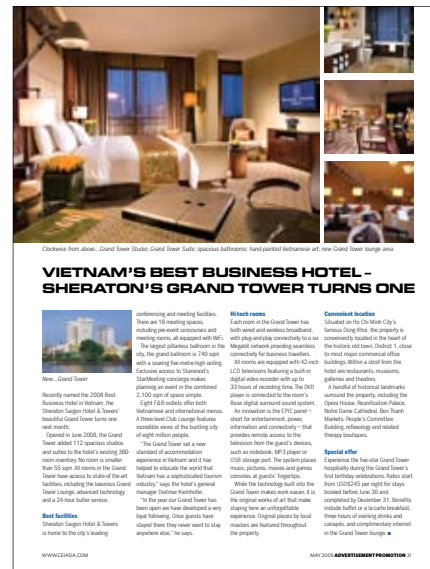 Clockwise from above...Grand Tower Studio; Grand Tower Suite: spacious bathrooms; hand-painted Vietnamese art; new Grand Tower lounge area
VIETNAM'S BEST BUSINESS HOTEL –
SHERATON'S GRAND TOWER TURNS ONE
New...Grand Tower
Recently named the 2008 Best
Business Hotel in Vietnam, the
Sheraton Saigon Hotel & Towers'
beautiful Grand Tower turns one
next month.
Opened in June 2008, the Grand
Tower added 112 spacious studios
and suites to the hotel's existing 360-
room inventory. No room is smaller
than 55 sqm. All rooms in the Grand
Tower have access to state-of-the-art
facilities, including the luxurious Grand
Tower Lounge, advanced technology
and a 24-hour butler service.
Best facilities
Sheraton Saigon Hotel & Towers
is home to the city's leading
conferencing and meeting facilities.
There are 18 meeting spaces,
including pre-event concourses and
meeting rooms, all equipped with WiFi.
The largest pillarless ballroom in the
city, the grand ballroom is 740 sqm
with a soaring five-metre-high ceiling.
Exclusive access to Starwood's
StarMeeting concierge makes
planning an event in the combined
2,100 sqm of space simple.
Eight F&B outlets offer both
Vietnamese and international menus.
A three-level Club Lounge features
incredible views of the bustling city
of eight million people.
"The Grand Tower set a new
standard of accommodation
experience in Vietnam and it has
helped to educate the world that
Vietnam has a sophisticated tourism
industry," says the hotel's general
manager Dietmar Kielnhofer.
"In the year our Grand Tower has
been open we have developed a very
loyal following. Once guests have
stayed there they never want to stay
anywhere else," he says.
Hi-tech rooms
Each room in the Grand Tower has
both wired and wireless broadband,
with plug-and-play connectivity to a six
Megabit network providing seamless
connectivity for business travellers.
All rooms are equipped with 42-inch
LCD televisions featuring a built-in
digital video recorder with up to
33 hours of recording time. The DVD
player is connected to the room's
Bose digital surround sound system.
An innovation is the EPIC panel –
short for entertainment, power,
information and connectivity – that
provides remote access to the
television from the guest's devices,
such as notebook, MP3 player or
USB storage port. The system places
music, pictures, movies and games
consoles at guests' fingertips.
While the technology built into the
Grand Tower makes work easier, it is
the original works of art that make
staying here an unforgettable
experience. Original pieces by local
masters are featured throughout
the property.
Convenient location
Situated on Ho Chi Minh City's
famous Dong Khoi, the property is
conveniently located in the heart of
the historic old town, District 1, close
to most major commercial office
buildings. Within a stroll from the
hotel are restaurants, museums,
galleries and theatres.
A handful of historical landmarks
surround the property, including the
Opera House, Reunification Palace,
Notre Dame Cathedral, Ben Thanh
Markets, People's Committee
Building, reflexology and related
therapy boutiques.
Special offer
Experience the five-star Grand Tower
hospitality during the Grand Tower's
first birthday celebrations. Rates start
from USD$245 per night for stays
booked before June 30 and
completed by December 31. Benefits
include buffet or a la carte breakfast,
three hours of evening drinks and
canapés, and complimentary internet
in the Grand Tower lounge.
WWW.CEIASIA.COM
MAY 2009 ADVERTISEMENT PROMOTION 31